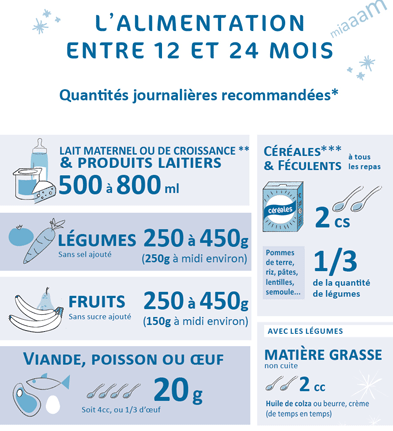 L'ALIMENTATION
ENTRE 12 ET 24 MOIS
miaaam
Quantités journalières recommandées*
LAIT MATERNEL OU DE CROISSANCE **
& PRODUITS LAITIERS
500 à 800 ml
LÉGUMES 250 à 450g
Sans sel ajouté (250g à midi environ)
FRUITS 250 à 450g
Sans sucre ajouté (150g à midi environ)
VIANDE, POISSON OU ŒUF
20 g
Soit 4cc, ou 1/3 d'œuf
CÉRÉALES***
& FÉCULENTS
à tous
les repas
céréales
2 CS
Pommes
de terre,
riz, pâtes,
lentilles,
semoule...
1/3
de la quantité
de légumes
AVEC LES LÉGUMES
MATIÈRE GRASSE
non cuite
2 cc
Huile de colza ou beurre, crème
(de temps en temps)